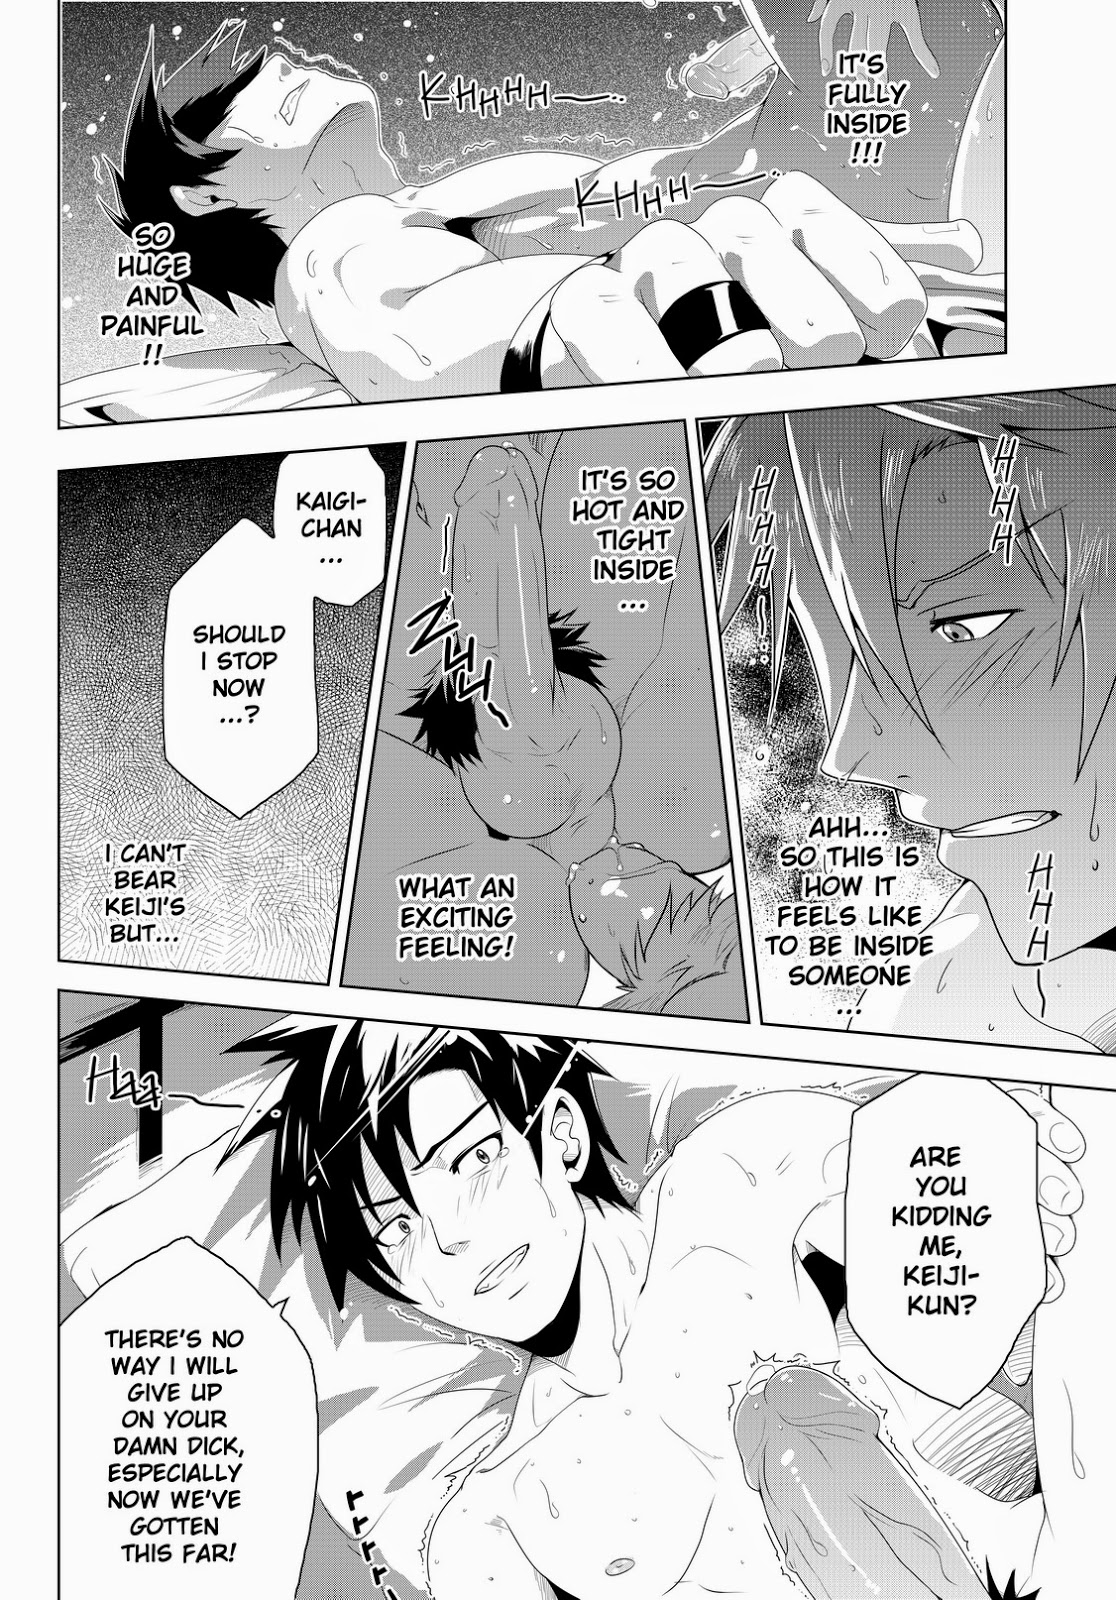 IT'S
FULLY
INSIDE
!!!
KHHHH
KHHH
SO
HUGE
AND
PAINFUL
!!
HHH
HHH
AHH...
SO THIS IS
HOW IT
FEELS LIKE
TO BE INSIDE
SOMEONE
...
HHH
IT'S SO
HOT AND
TIGHT
INSIDE
...
WHAT AN
EXCITING
FEELING!
KAIGI-
CHAN
...
SHOULD
I STOP
NOW
...?
I CAN'T
BEAR
KEIJI'S
BUT...
ARE
YOU
KIDDING
ME,
KEIJI-
KUN?
THERE'S NO
WAY I WILL
GIVE UP
ON YOUR
DAMN DICK,
ESPECIALLY
NOW WE'VE
GOTTEN
THIS FAR!